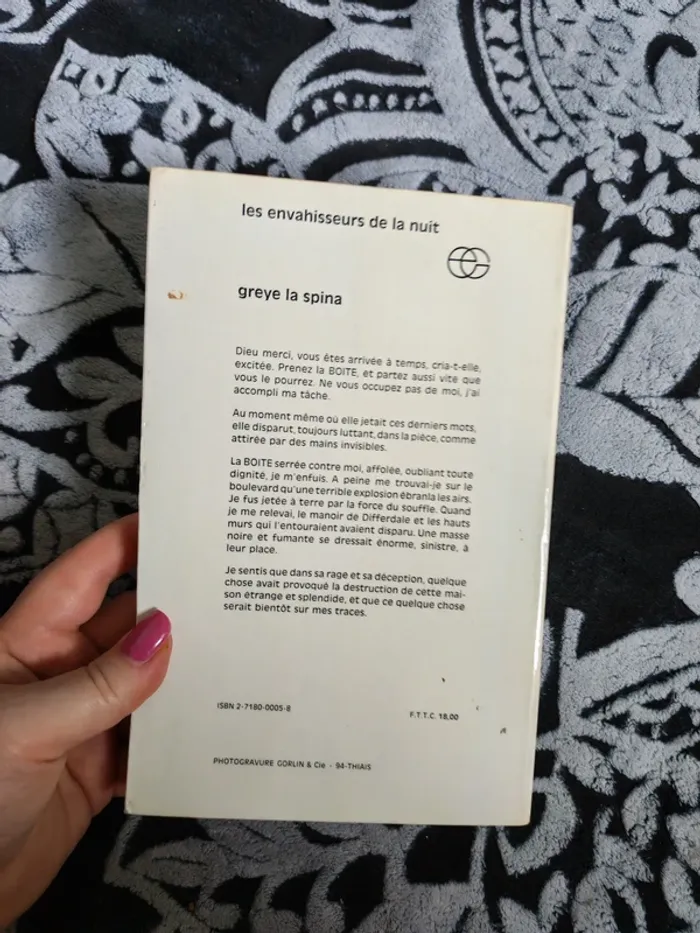 les envahisseurs de la nuit
greye la spina
Dieu merci, vous êtes arrivée à temps, cria-t-elle,
excitée. Prenez la BOITE, et partez aussi vite que
vous le pourrez. Ne vous occupez pas de moi, j'ai
accompli ma tâche.
Au moment même où elle jetait ces derniers mots,
elle disparut, toujours luttant, dans la pièce, comme
attirée par des mains invisibles.
La BOITE serrée contre moi, affolée, oubliant toute
dignité, je m'enfuis. A peine me trouvai-je sur le
boulevard qu'une terrible explosion ébranla les airs.
Je fus jetée à terre par la force du souffle. Quand
je me relevai, le manoir de Differdale et les hauts
murs qui l'entouraient avaient disparu. Une masse
noire et fumante se dressait énorme, sinistre, à
leur place.
Je sentis que dans sa rage et sa déception, quelque
chose avait provoqué la destruction de cette mai-
son étrange et splendide, et que ce quelque chose
serait bientôt sur mes traces.
ISBN 2-7180-0005-8
F.T.T.C. 18,00
PHOTOGRAVURE GORLIN & Cie - 94-THIAIS